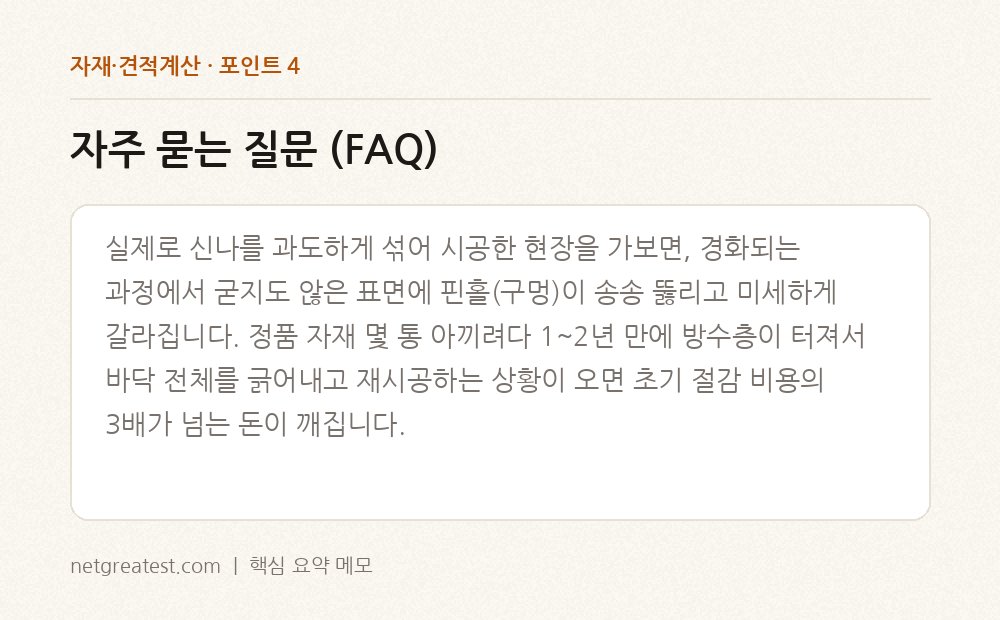 자재·견적계산 · 포인트 4
자주 묻는 질문 (FAQ)
실제로 신나를 과도하게 섞어 시공한 현장을 가보면, 경화되는
과정에서 굳지도 않은 표면에 핀홀(구멍)이 송송 뚫리고 미세하게
갈라집니다. 정품 자재 몇 통 아끼려다 1~2년 만에 방수층이 터져서
바닥 전체를 긁어내고 재시공하는 상황이 오면 초기 절감 비용의
3배가 넘는 돈이 깨집니다.
netgreatest.com | 핵심 요약 메모